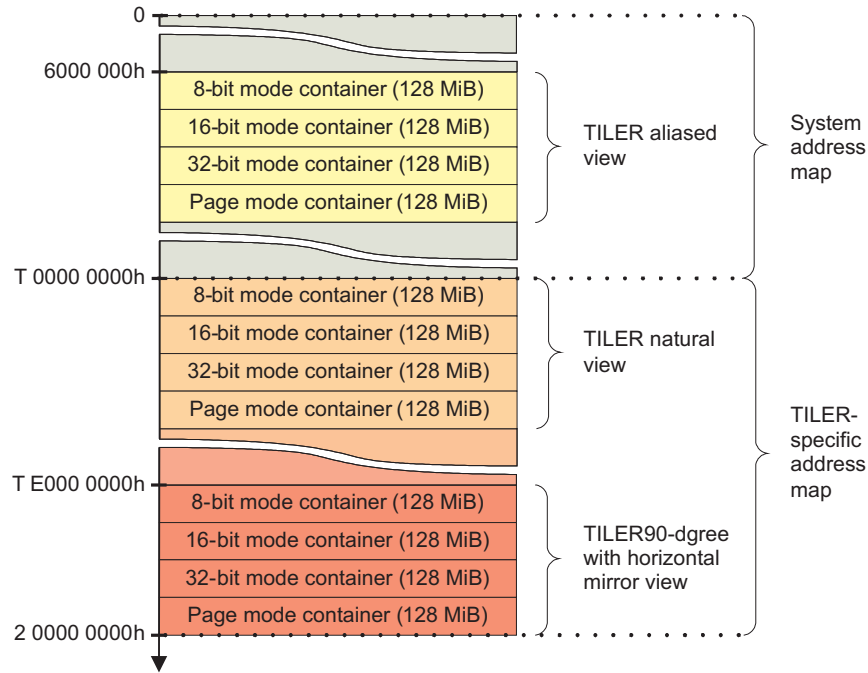 0
6000 000h
8-bit mode container (128 MiB)
16-bit mode container (128 MiB)
32-bit mode container (128 MiB)
Page mode container (128 MiB)
TILER aliased
view
System
address
map
T 0000 0000h
8-bit mode container (128 MiB)
16-bit mode container (128 MiB)
32-bit mode container (128 MiB)
Page mode container (128 MiB)
TILER natural
view
TILER-
specific
address
map
T E000 0000h
8-bit mode container (128 MiB)
16-bit mode container (128 MiB)
32-bit mode container (128 MiB)
Page mode container (128 MiB)
TILER90-dgree
with horizontal
mirror view
2 0000 0000h